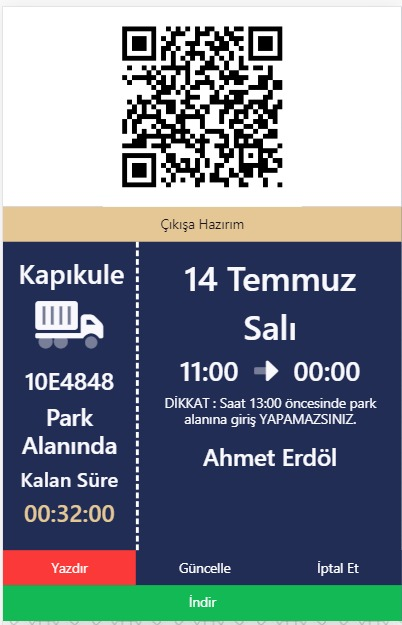 Çıkışa Hazırım
Kapıkule
10E4848
Park
Alanında
Kalan Süre
00:32:00
14 Temmuz
Salı
11:00 00:00
DİKKAT : Saat 13:00 öncesinde park
alanına giriş YAPAMAZSINIZ.
Ahmet Erdöl
Yazdır
Güncelle
İptal Et
İndir